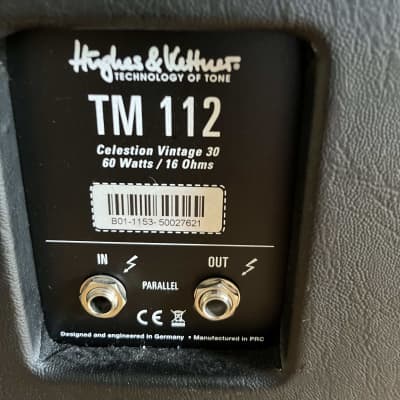 Hughes & Kettner
TECHNOLOGY OF TONE
TM 112
Celestion Vintage 30
60 Watts / 16 Ohms
B01-1153- 50027621
IN OUT
PARALLEL
CE
Designed and engineered in Germany • Manufactured in PRC